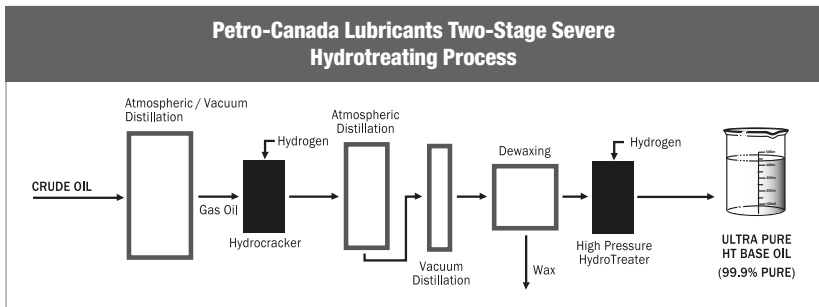 Petro-Canada Lubricants Two-Stage Severe
Hydrotreating Process
Atmospheric / Vacuum
Distillation
CRUDE OIL
Gas Oil
Hydrogen
Hydrocracker
Atmospheric
Distillation
Vacuum
Distillation
Dewaxing
Wax
Hydrogen
High Pressure
HydroTreater
ULTRA PURE
HT BASE OIL
(99.9% PURE)